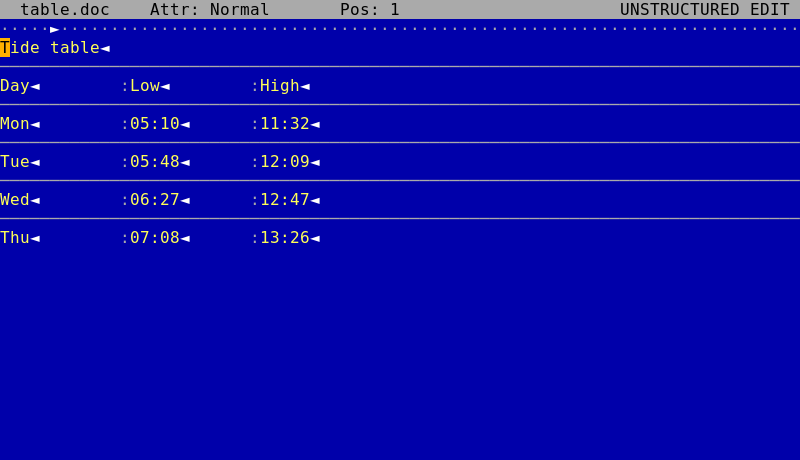 table.doc    Attr: Normal       Pos: 1                      UNSTRUCTURED EDIT
·····►··········································································
Tide table◄
Day◄        :Low◄        :High◄
Mon◄        :05:10◄      :11:32◄
Tue◄        :05:48◄      :12:09◄
Wed◄        :06:27◄      :12:47◄
Thu◄        :07:08◄      :13:26◄